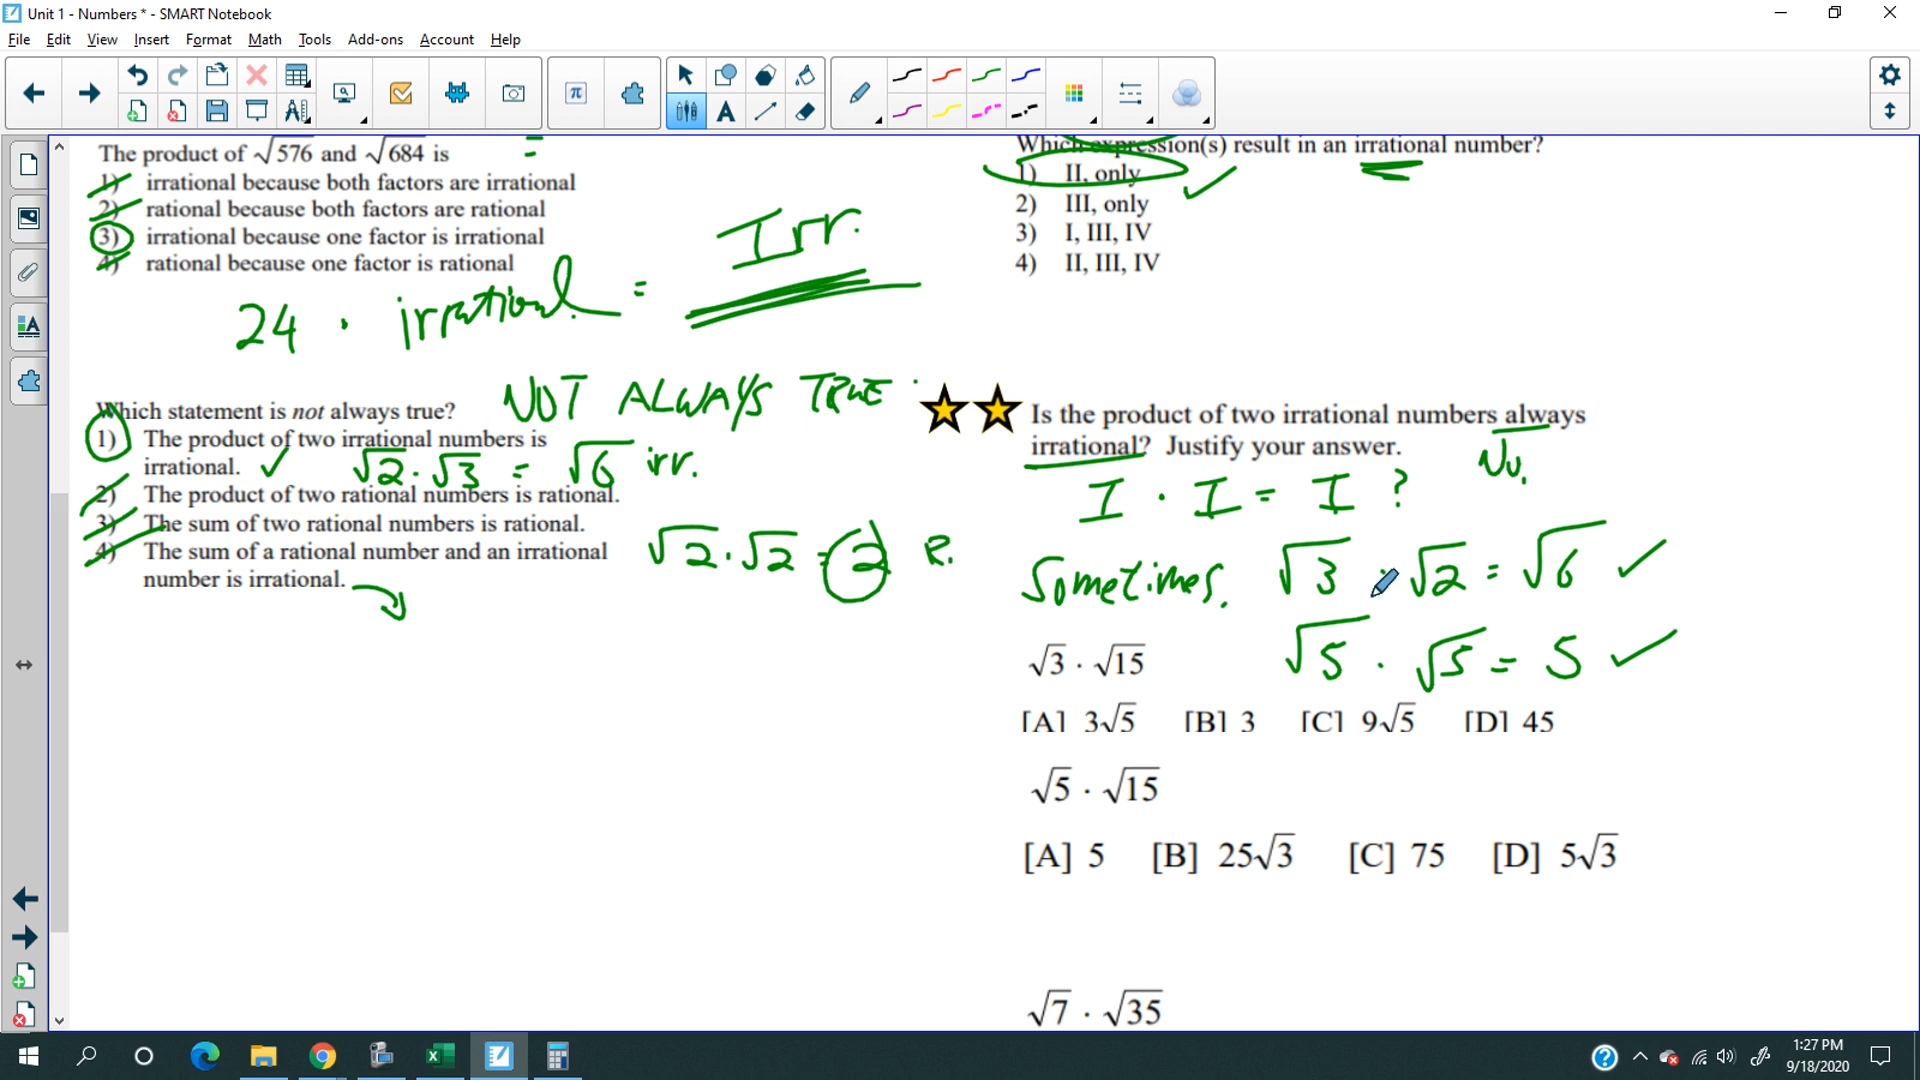 Unit 1 - Numbers * - SMART Notebook
File Edit View Insert Format Math Tools Add-ons Account Help
The product of √576 and √684 is
=
1) irrational because both factors are irrational
2) rational because both factors are rational
3) irrational because one factor is irrational
4) rational because one factor is rational
24 · irrational = Irr.
Which statement is not always true?
NOT ALWAYS TRUE
1) The product of two irrational numbers is
irrational. ✓ √2 · √3 = √6 irr.
2) The product of two rational numbers is rational.
3) The sum of two rational numbers is rational.
4) The sum of a rational number and an irrational
number is irrational.
√2 · √2 = 2 R.
Which expression(s) result in an irrational number?
1) II, only ✓
2) III, only
3) I, III, IV
4) II, III, IV
Is the product of two irrational numbers always
irrational? Justify your answer.
No.
I · I = I ?
Sometimes. √3 · √2 = √6 ✓
√5 · √5 = 5 ✓
√3 · √15
[A] 3√5 [B] 3 [C] 9√5 [D] 45
√5 · √15
[A] 5 [B] 25√3 [C] 75 [D] 5√3
√7 · √35
1:27 PM
9/18/2020